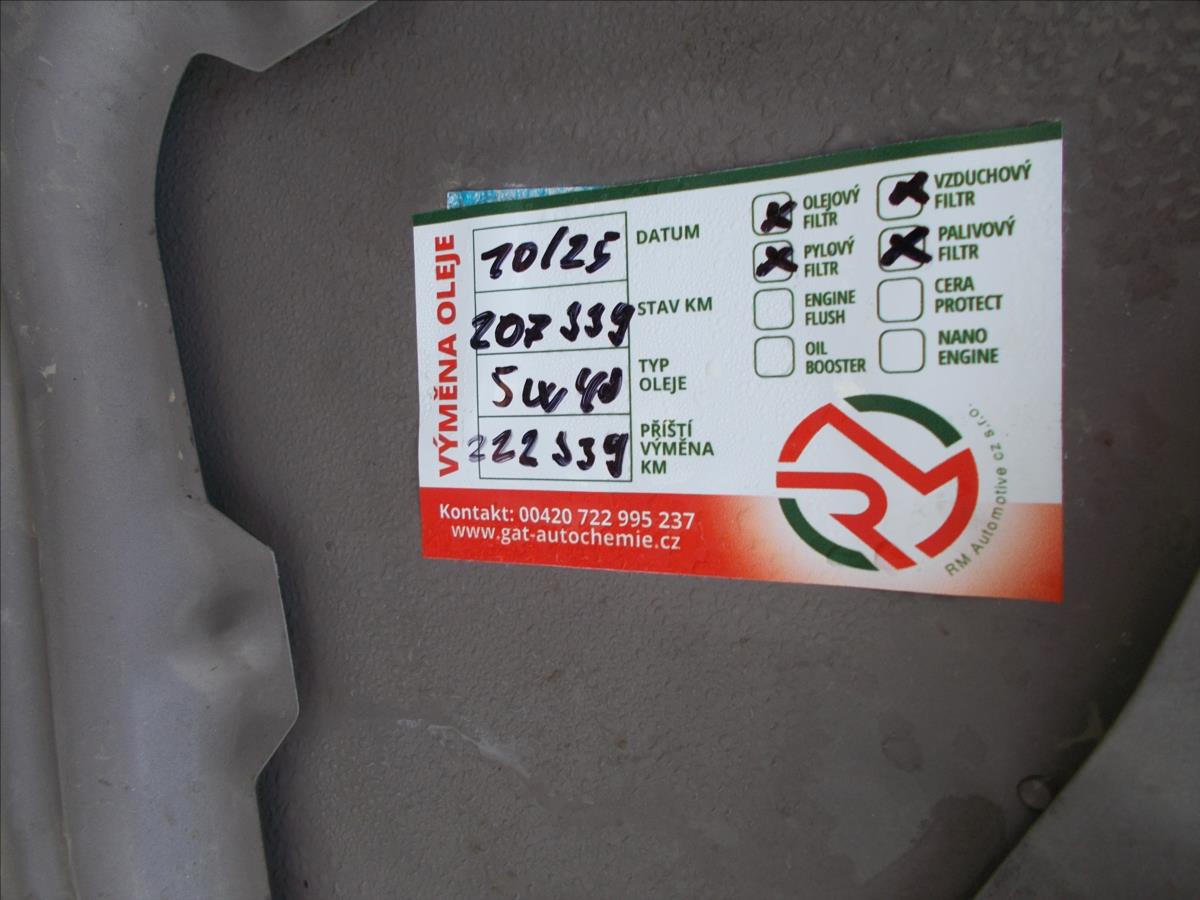 VÝMĚNA OLEJE
10/25 DATUM
207 339 STAV KM
5W40 TYP OLEJE
222 339 PŘÍŠTÍ VÝMĚNA KM
x OLEJOVÝ FILTR
x VZDUCHOVÝ FILTR
x PYLOVÝ FILTR
x PALIVOVÝ FILTR
ENGINE FLUSH
CERA PROTECT
OIL BOOSTER
NANO ENGINE
Kontakt: 00420 722 995 237
www.gat-autochemie.cz
RM
RM Automotive cz s.r.o.